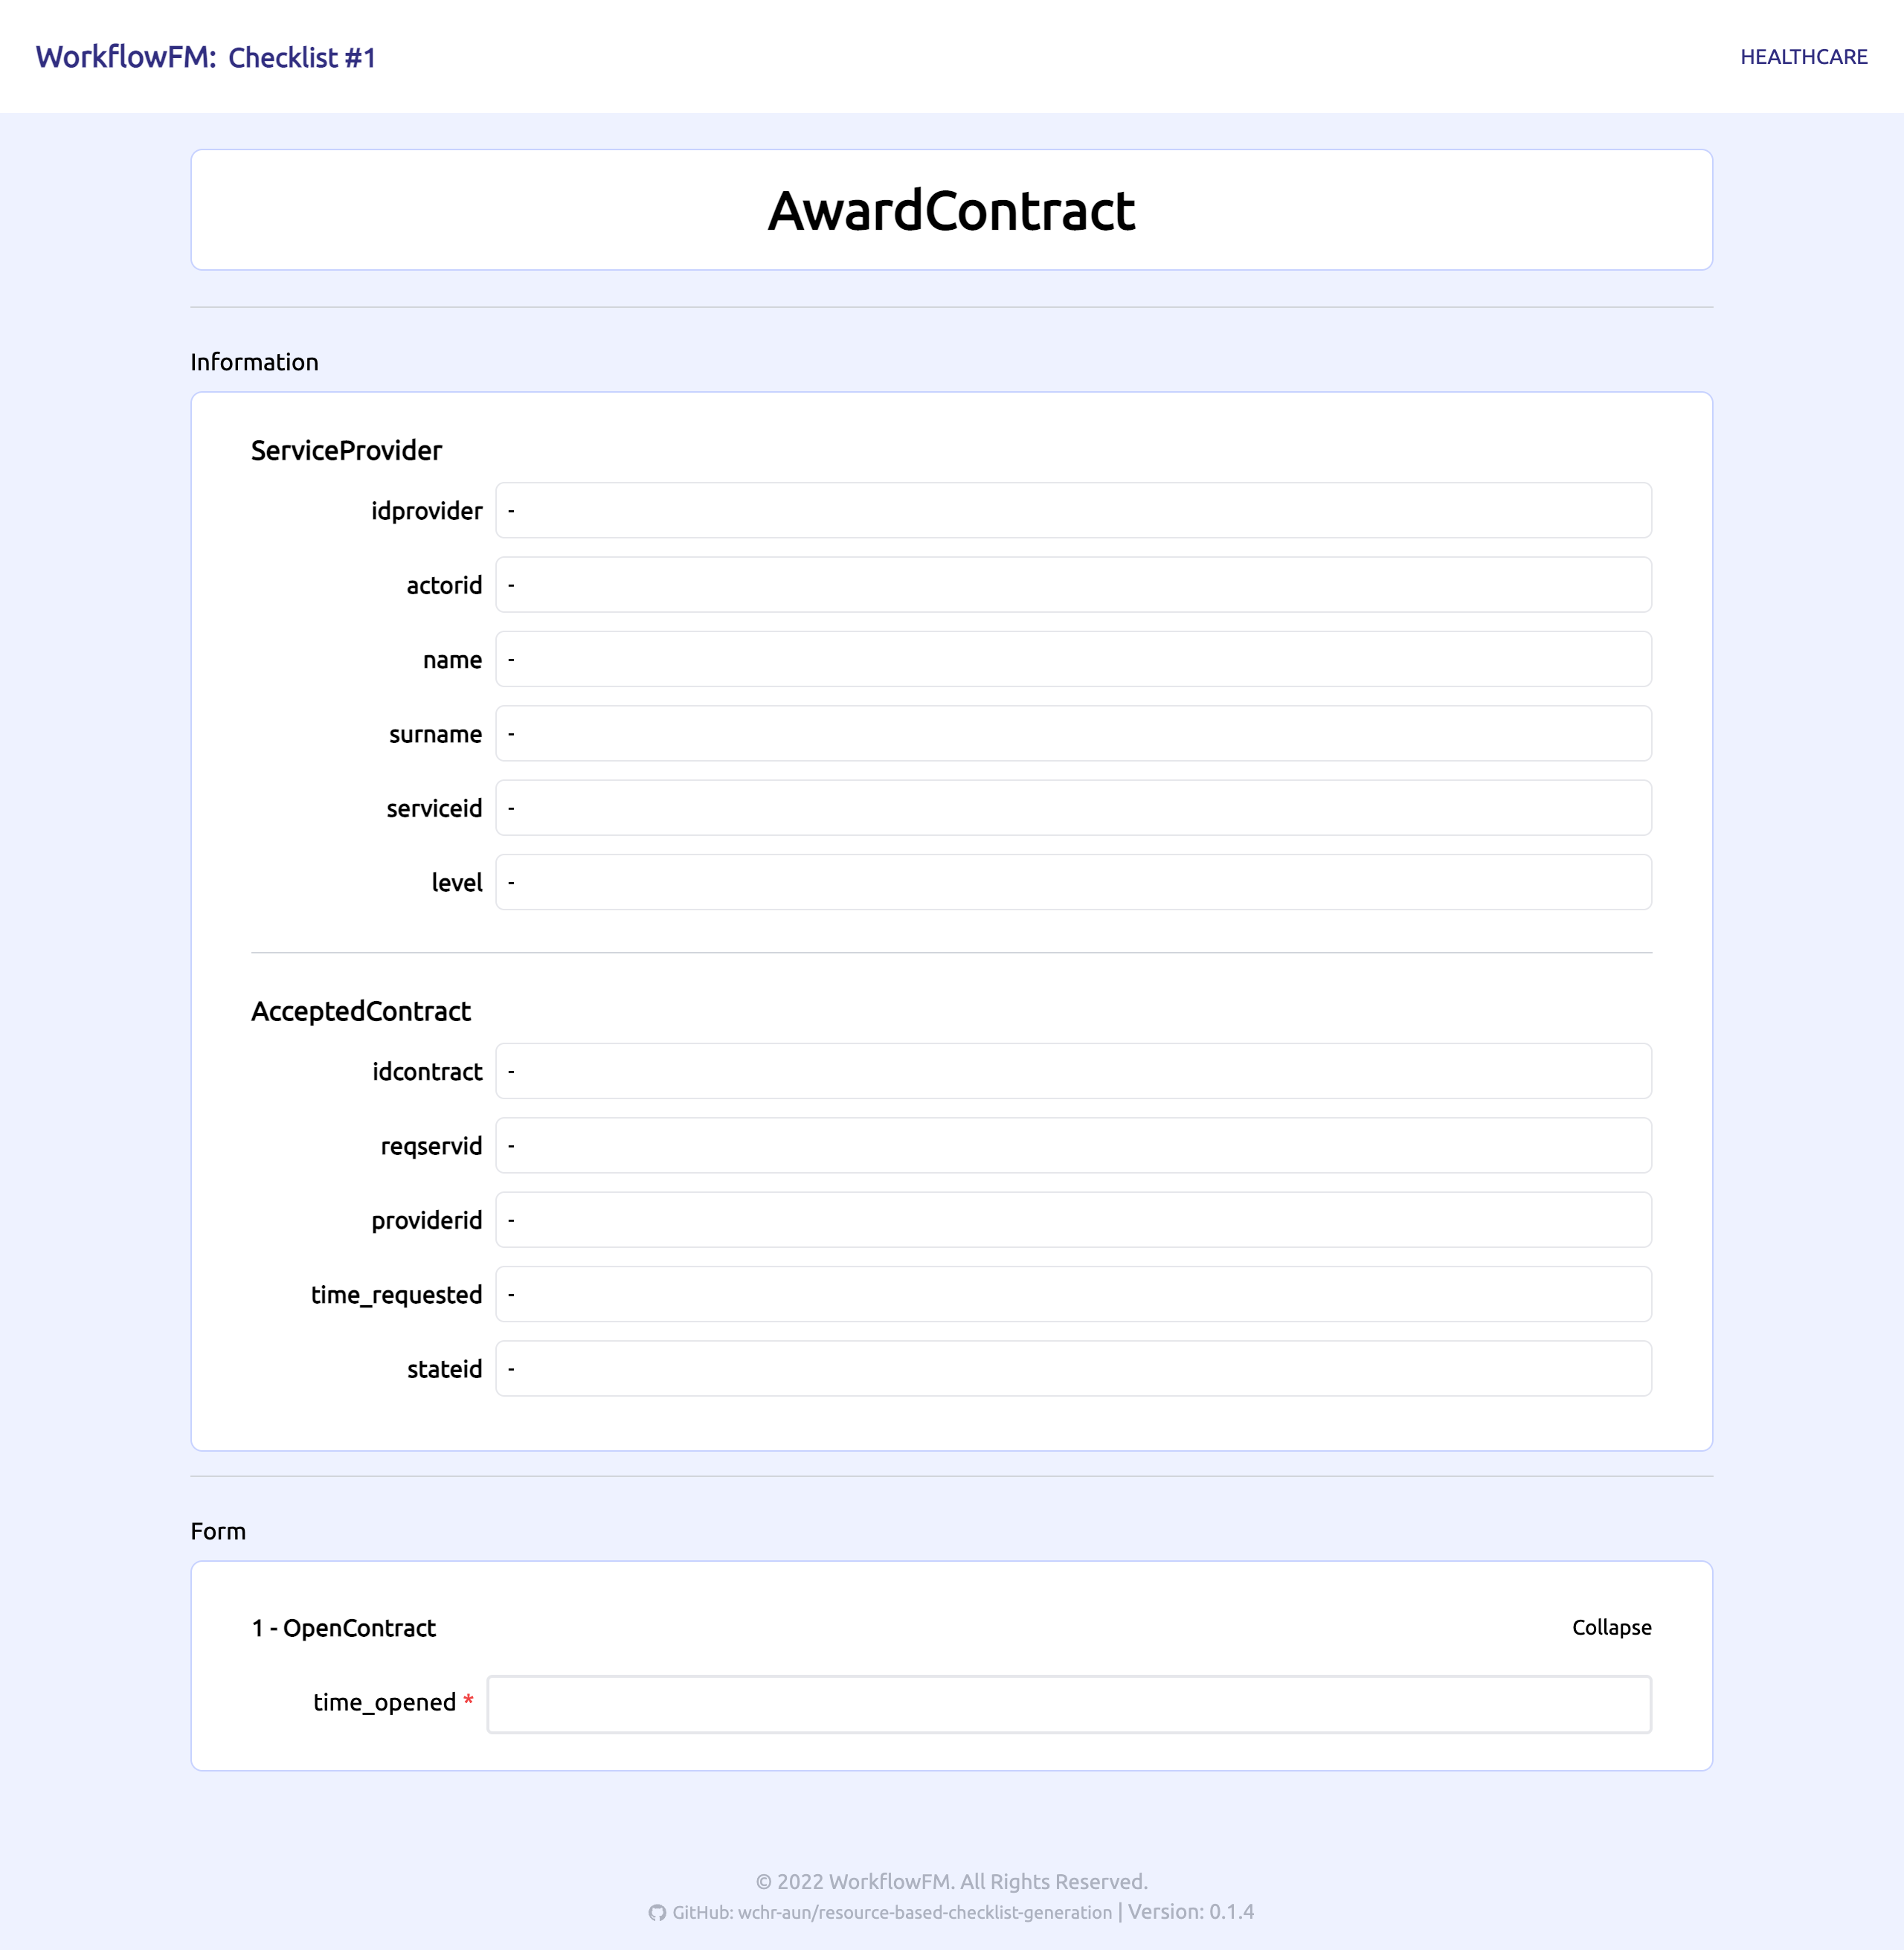 WorkflowFM: Checklist #1 HEALTHCARE
AwardContract
Information
ServiceProvider
idprovider -
actorid -
name -
surname -
serviceid -
level -
AcceptedContract
idcontract -
reqservid -
providerid -
time_requested -
stateid -
Form
1 - OpenContract Collapse
time_opened *
© 2022 WorkflowFM. All Rights Reserved.
GitHub: wchr-aun/resource-based-checklist-generation | Version: 0.1.4